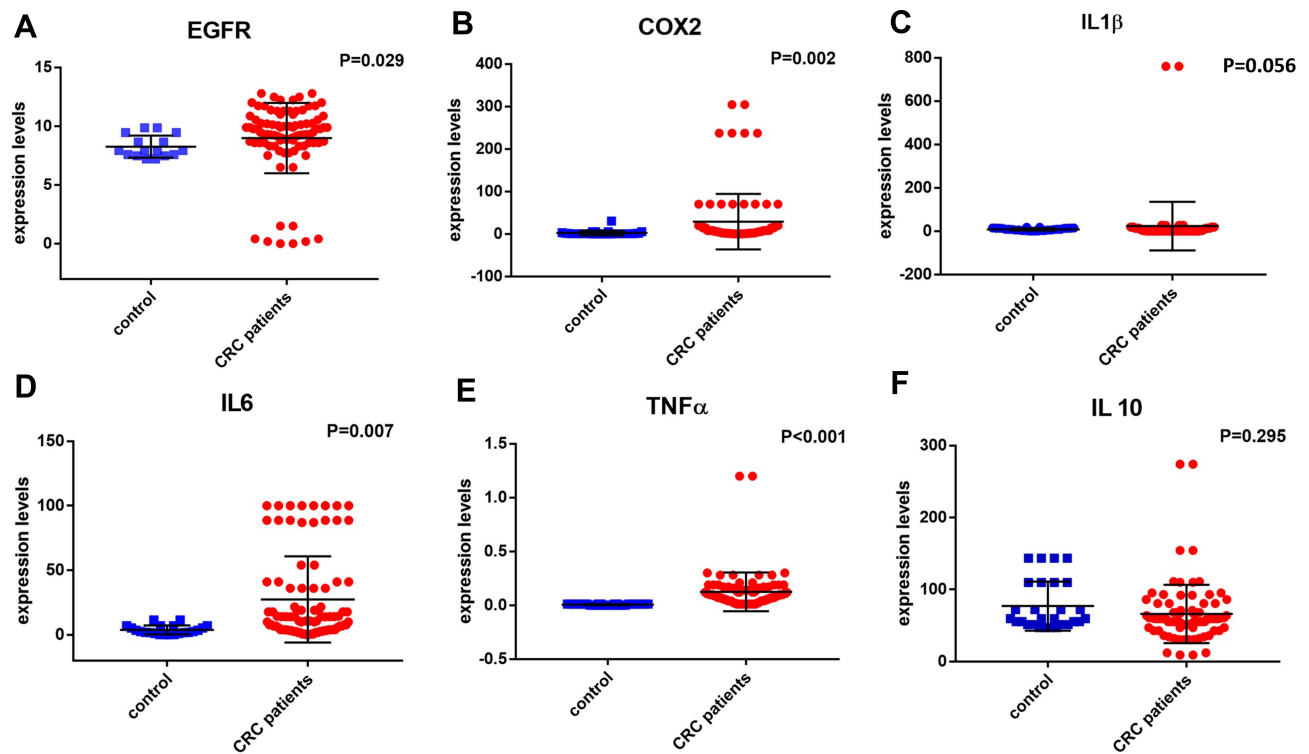 A
EGFR
P=0.029
expression levels
15
10
5
0
control
CRC patients
B
COX2
P=0.002
expression levels
400
300
200
100
0
-100
control
CRC patients
C
IL1β
P=0.056
expression levels
800
600
400
200
0
-200
control
CRC patients
D
IL6
P=0.007
expression levels
150
100
50
0
control
CRC patients
E
TNFα
P<0.001
expression levels
1.5
1.0
0.5
0.0
-0.5
control
CRC patients
F
IL 10
P=0.295
expression levels
300
200
100
0
control
CRC patients